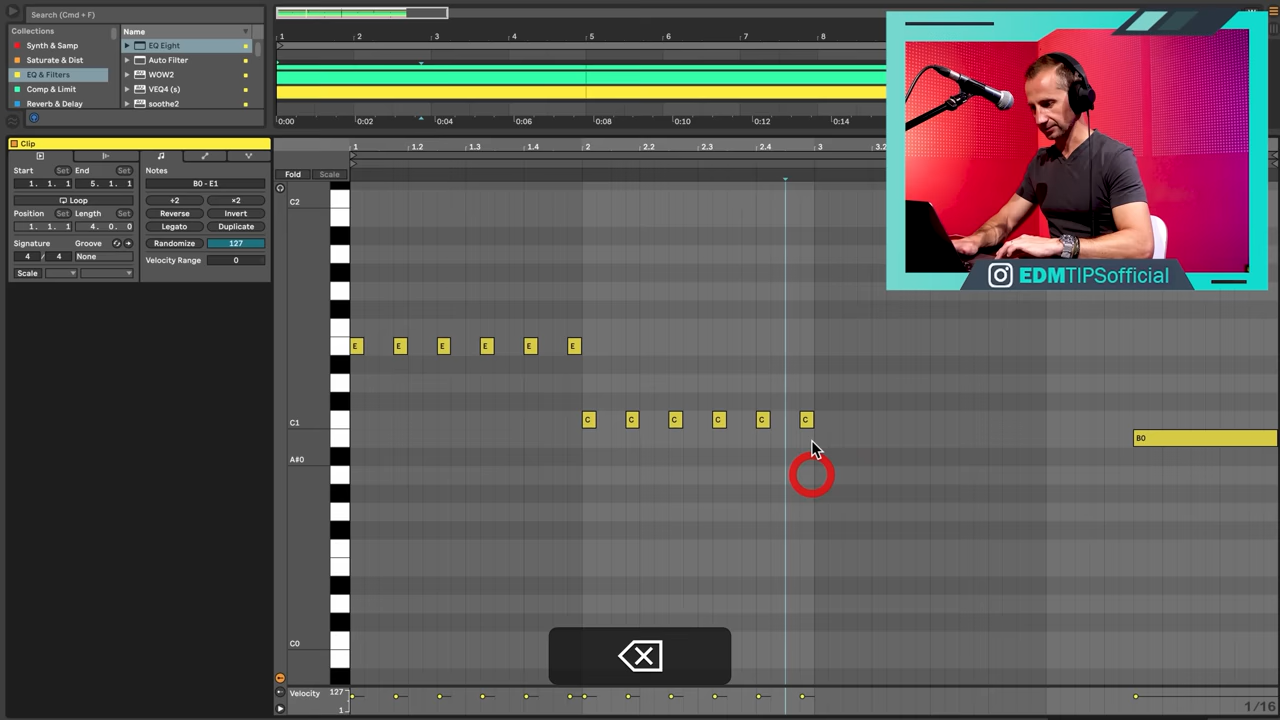 Search (Cmd + F)
Collections
Synth & Samp
Saturate & Dist
EQ & Filters
Comp & Limit
Reverb & Delay
Name
EQ Eight
Auto Filter
WOW2
VEQ4 (s)
soothe2
1 2 3 4 5 6 7 8
0:00 0:02 0:04 0:06 0:08 0:10 0:12 0:14
EDMTIPSofficial
Clip
Start Set End Set
1. 1. 1 5. 1. 1
Loop
Position Set Length Set
1. 1. 1 4. 0. 0
Signature Groove
4 / 4 None
Scale
Notes
B0 - E1
÷2 ×2
Reverse Invert
Legato Duplicate
Randomize 127
Velocity Range 0
1 1.2 1.3 1.4 2 2.2 2.3 2.4 3 3.2
Fold Scale
C2
E E E E E E
C1
C C C C C C
B0
A#0
C0
Velocity 127
1
1/16